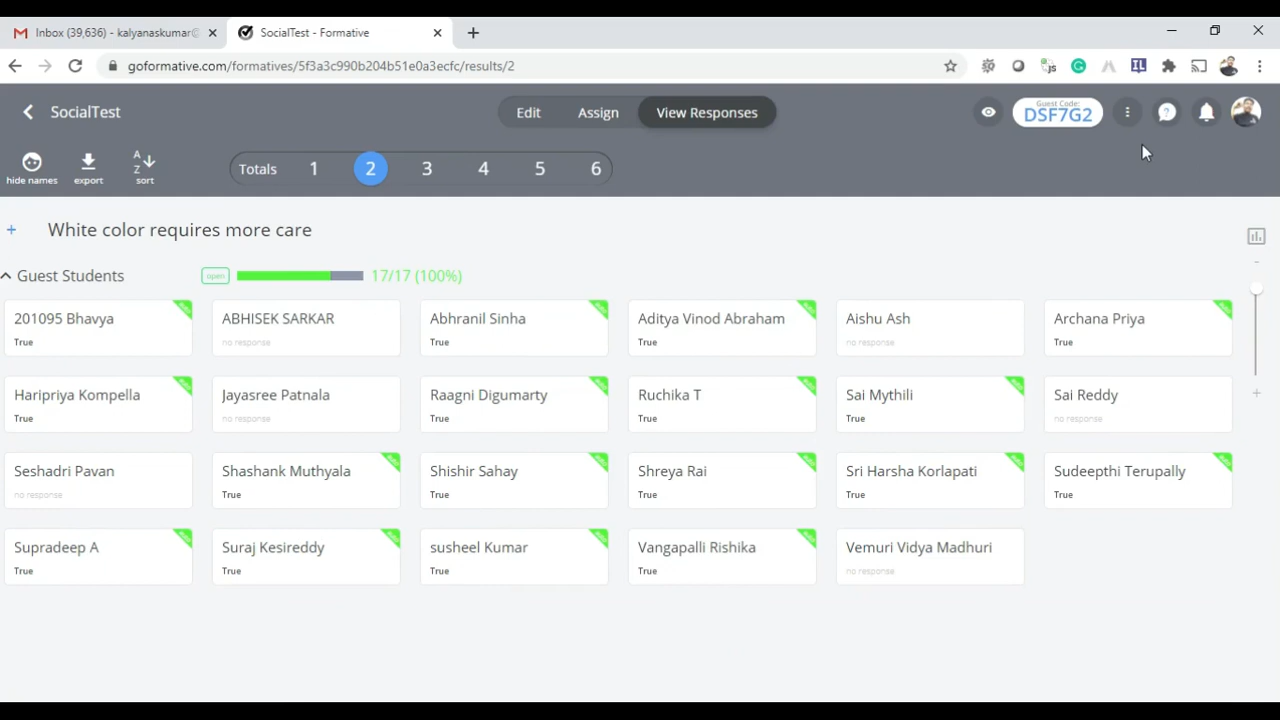 Inbox (39,636) - kalyanaskumar@
SocialTest - Formative
goformative.com/formatives/5f3a3c990b204b51e0a3ecfc/results/2
SocialTest
Edit
Assign
View Responses
Guest Code:
DSF7G2
hide names
export
A
Z
sort
Totals 1 2 3 4 5 6
White color requires more care
Guest Students
open
17/17 (100%)
201095 Bhavya
True
ABHISEK SARKAR
no response
Abhranil Sinha
True
Aditya Vinod Abraham
True
Aishu Ash
no response
Archana Priya
True
Haripriya Kompella
True
Jayasree Patnala
no response
Raagni Digumarty
True
Ruchika T
True
Sai Mythili
True
Sai Reddy
no response
Seshadri Pavan
no response
Shashank Muthyala
True
Shishir Sahay
True
Shreya Rai
True
Sri Harsha Korlapati
True
Sudeepthi Terupally
True
Supradeep A
True
Suraj Kesireddy
True
susheel Kumar
True
Vangapalli Rishika
True
Vemuri Vidya Madhuri
no response